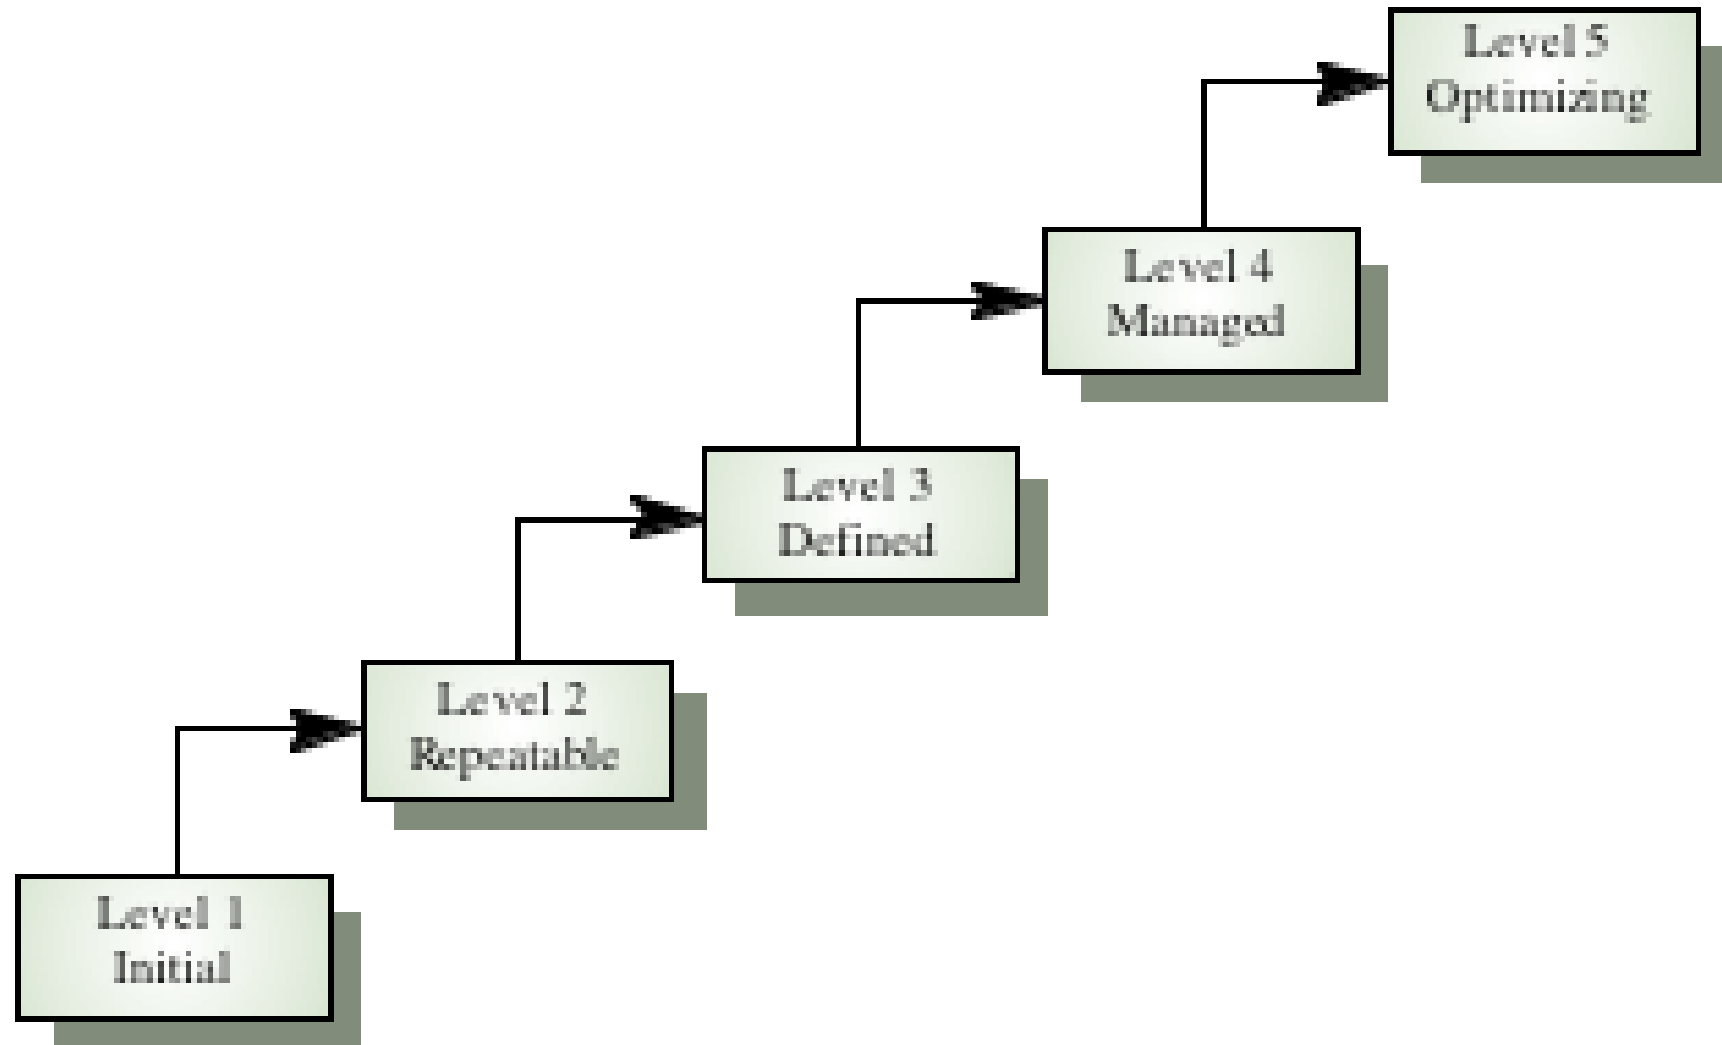 Level 5
Optimizing
Level 4
Managed
Level 3
Defined
Level 2
Repeatable
Level 1
Initial